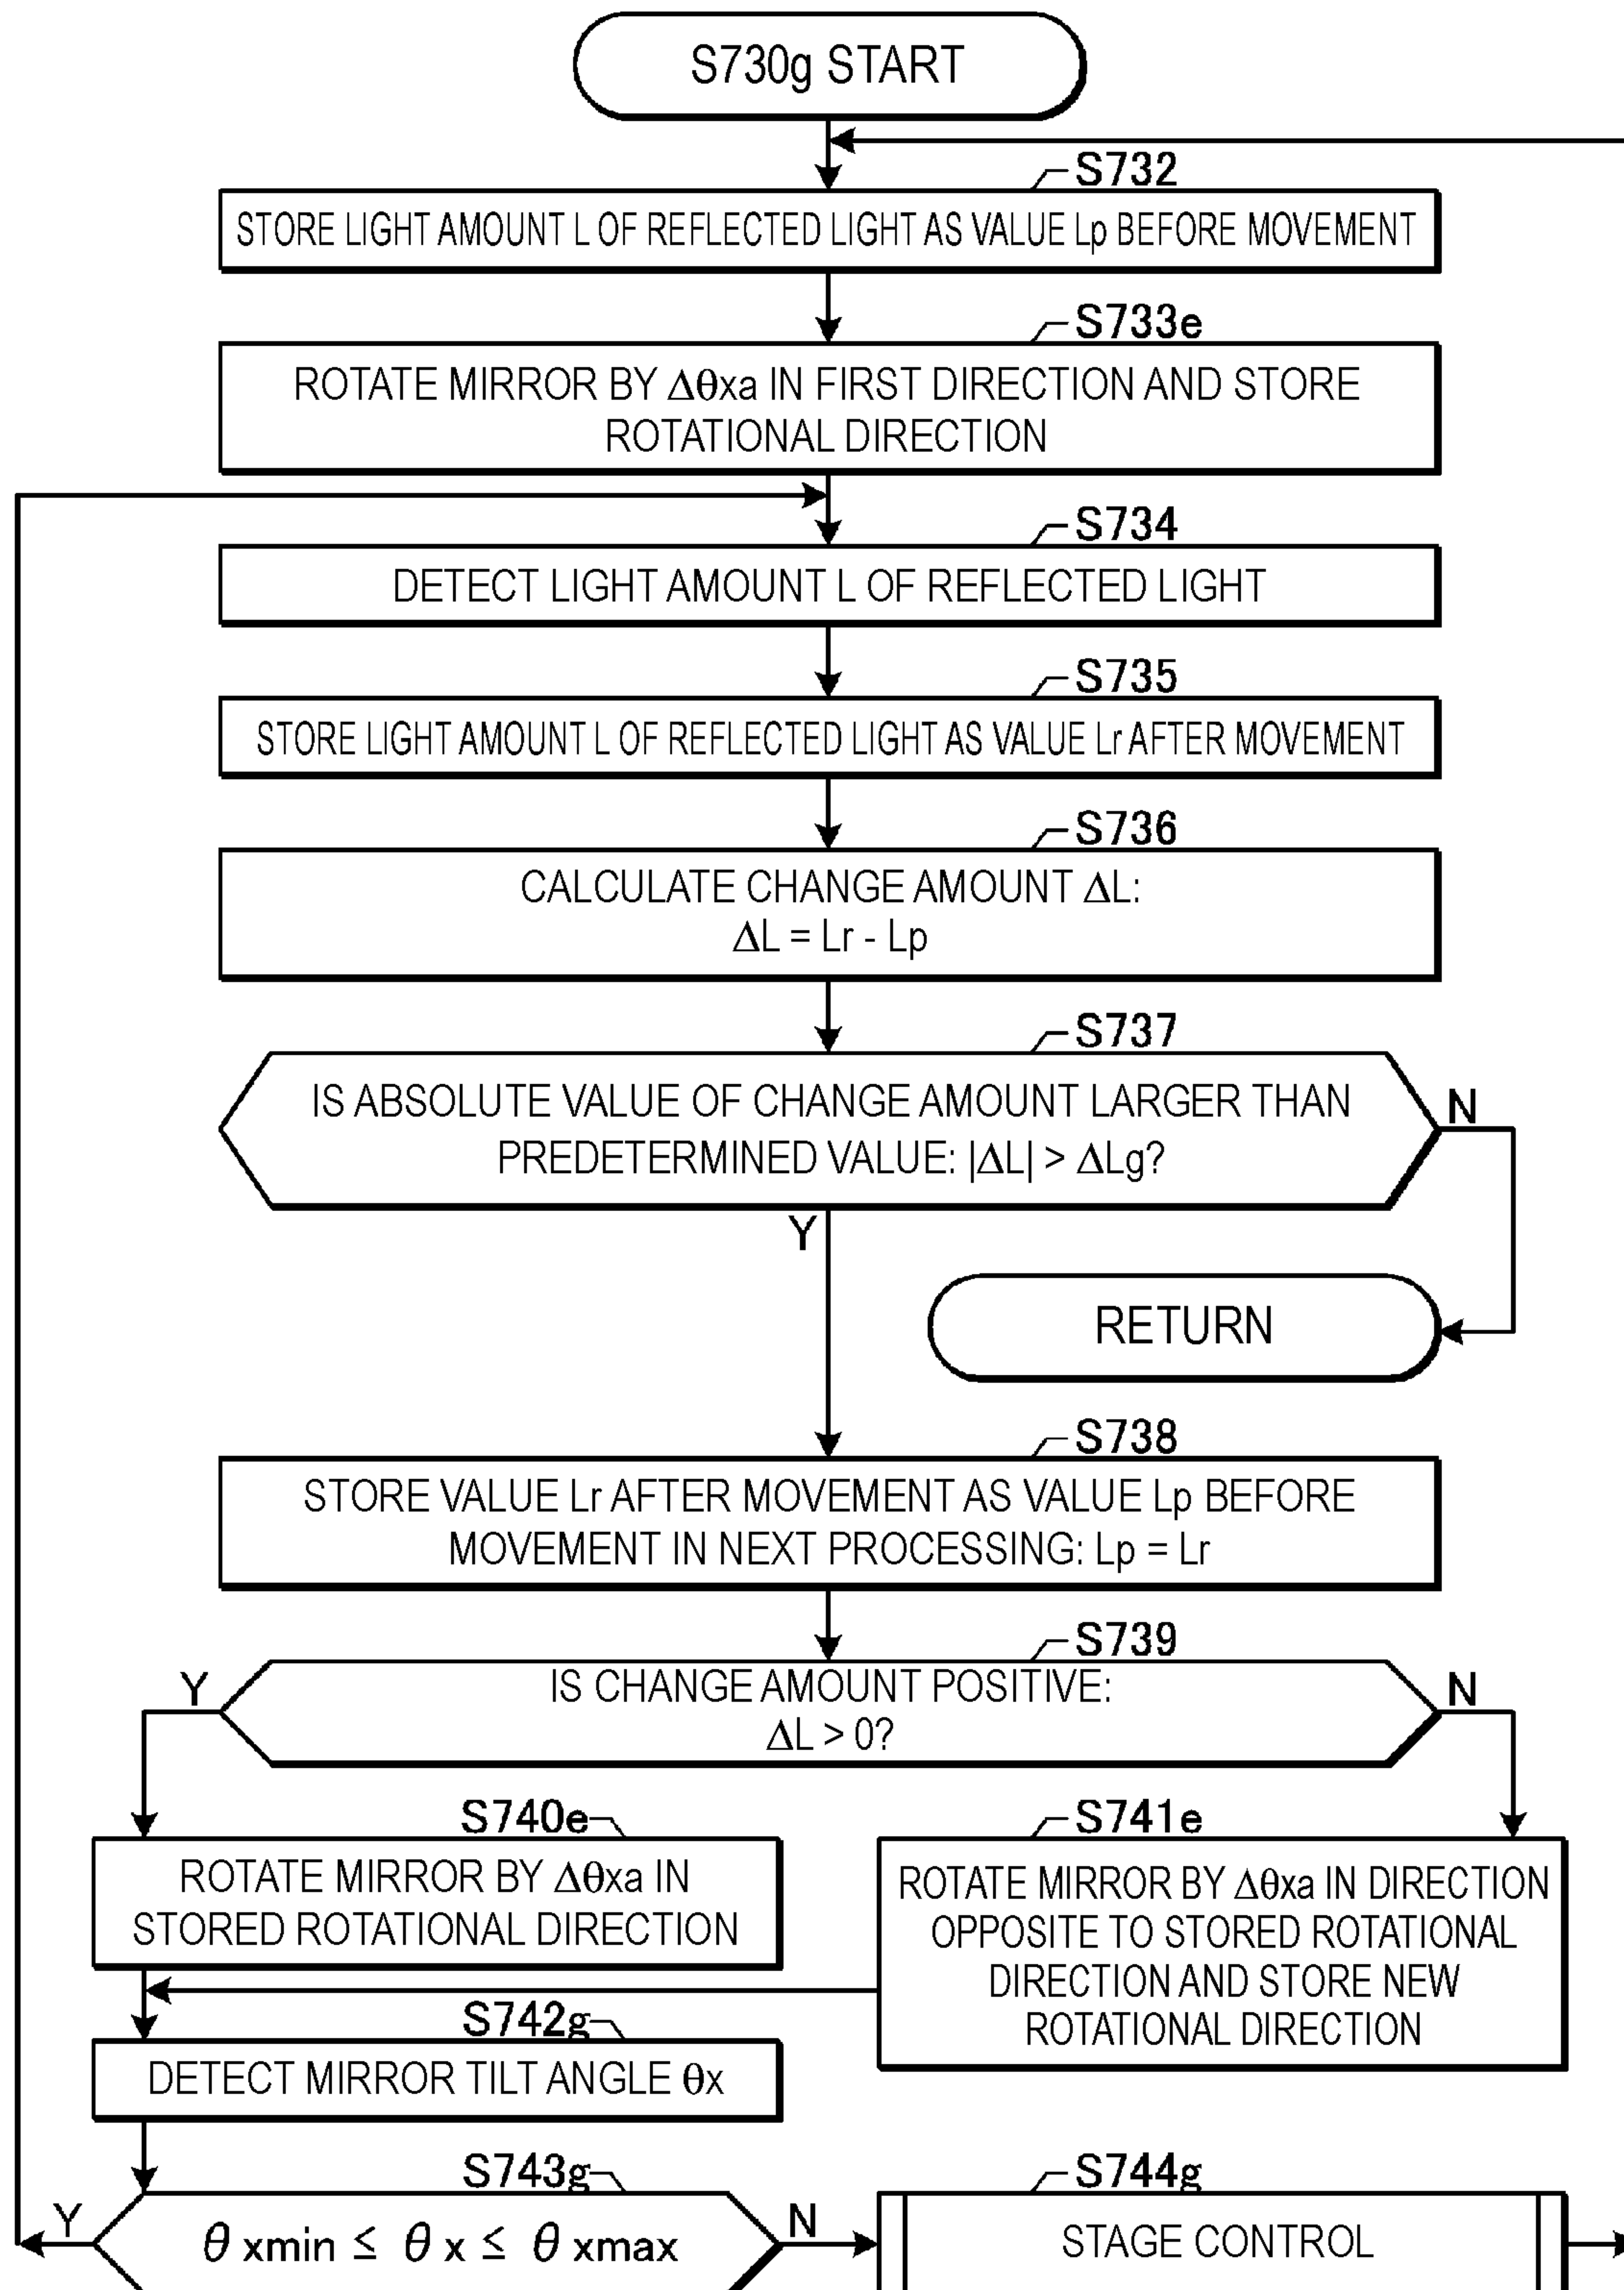 S730g START
S732
STORE LIGHT AMOUNT L OF REFLECTED LIGHT AS VALUE Lp BEFORE MOVEMENT
S733e
ROTATE MIRROR BY Δθxa IN FIRST DIRECTION AND STORE
ROTATIONAL DIRECTION
S734
DETECT LIGHT AMOUNT L OF REFLECTED LIGHT
S735
STORE LIGHT AMOUNT L OF REFLECTED LIGHT AS VALUE Lr AFTER MOVEMENT
S736
CALCULATE CHANGE AMOUNT ΔL:
ΔL = Lr - Lp
S737
IS ABSOLUTE VALUE OF CHANGE AMOUNT LARGER THAN
PREDETERMINED VALUE: |ΔL| > ΔLg?
N
Y
RETURN
S738
STORE VALUE Lr AFTER MOVEMENT AS VALUE Lp BEFORE
MOVEMENT IN NEXT PROCESSING: Lp = Lr
S739
Y
IS CHANGE AMOUNT POSITIVE:
ΔL > 0?
N
S740e
ROTATE MIRROR BY Δθxa IN
STORED ROTATIONAL DIRECTION
S741e
ROTATE MIRROR BY Δθxa IN DIRECTION
OPPOSITE TO STORED ROTATIONAL
DIRECTION AND STORE NEW
ROTATIONAL DIRECTION
S742g
DETECT MIRROR TILT ANGLE θx
S743g
Y
θ xmin ≤ θ x ≤ θ xmax
N
S744g
STAGE CONTROL